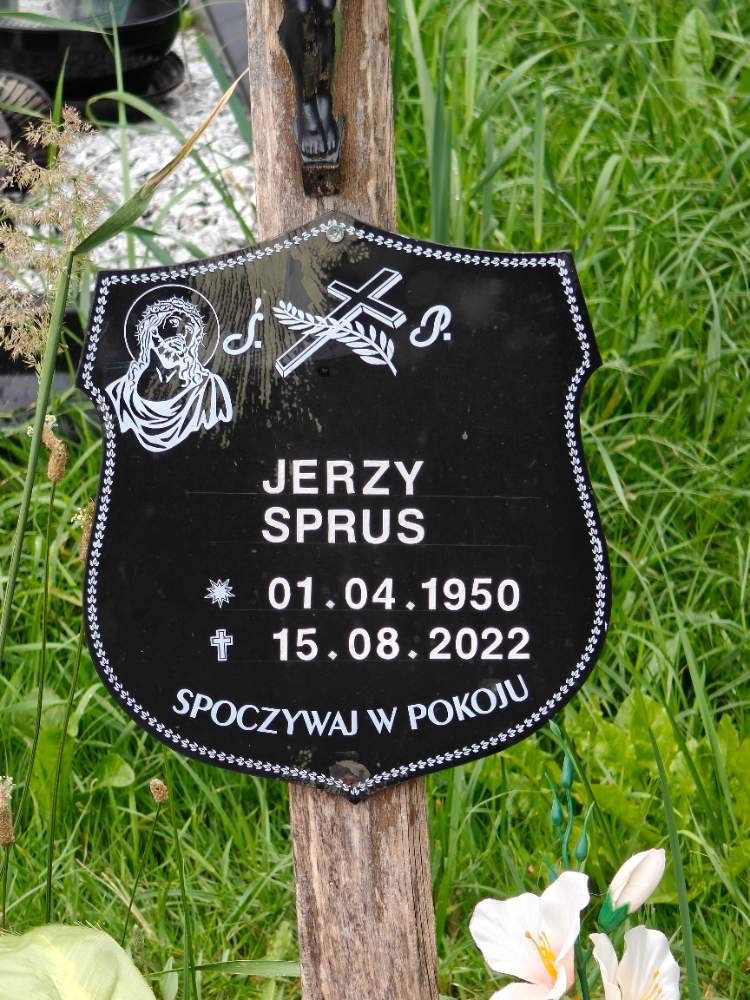 Ś. P.
JERZY
SPRUS
01.04.1950
15.08.2022
SPOCZYWAJ W POKOJU